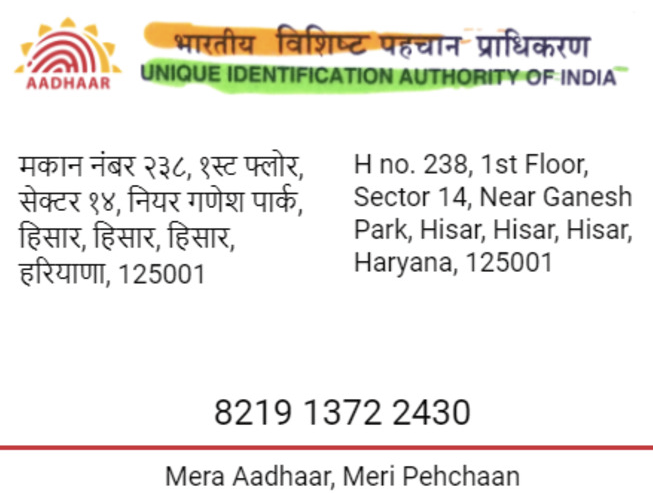 भारतीय विशिष्ट पहचान प्राधिकरण
AADHAAR
UNIQUE IDENTIFICATION AUTHORITY OF INDIA
मकान नंबर २३८, १स्ट फ्लोर,
सेक्टर १४, नियर गणेश पार्क,
हिसार, हिसार, हिसार,
हरियाणा, 125001
H no. 238, 1st Floor,
Sector 14, Near Ganesh
Park, Hisar, Hisar, Hisar,
Haryana, 125001
8219 1372 2430
Mera Aadhaar, Meri Pehchaan